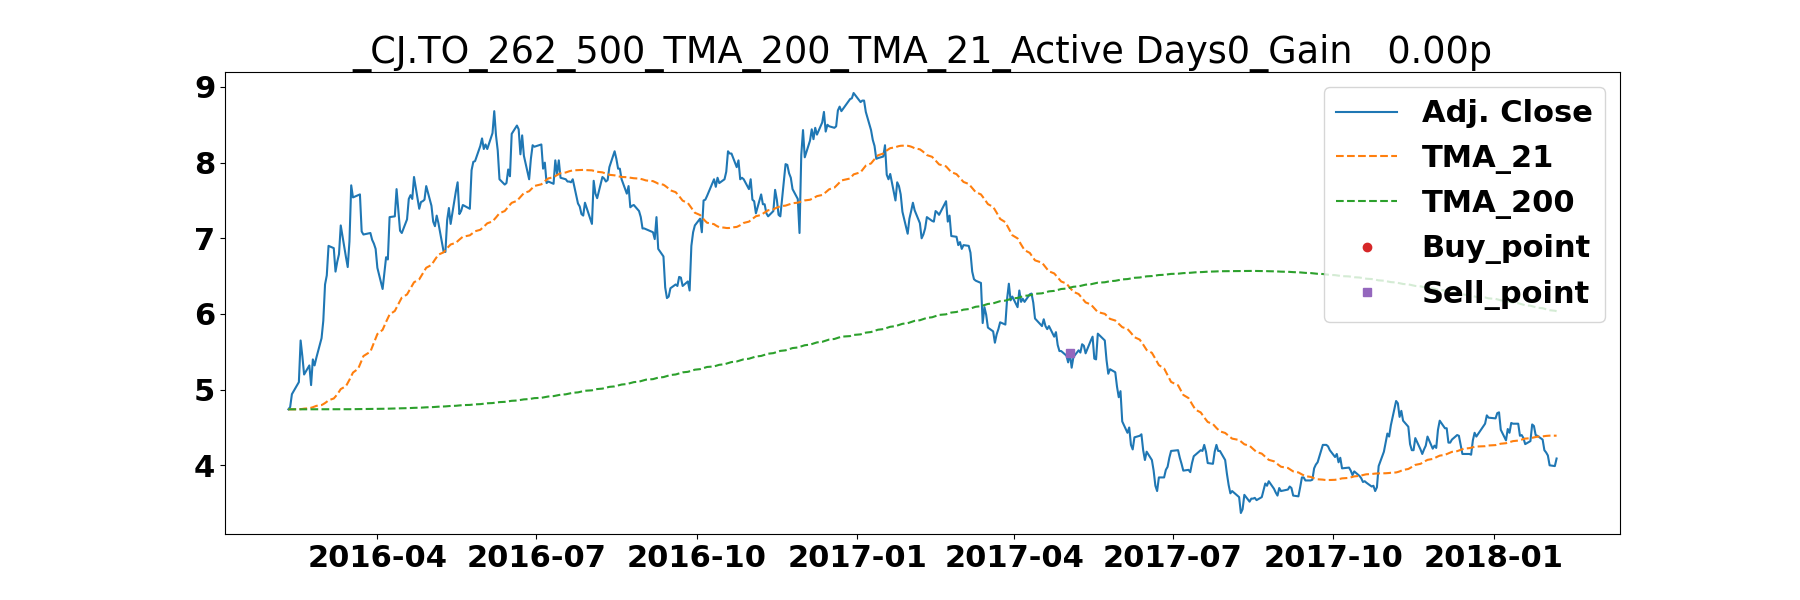 _CJ.TO_262_500_TMA_200_TMA_21_Active Days0_Gain   0.00p
9
8
7
6
5
4
Adj. Close
TMA_21
TMA_200
Buy_point
Sell_point
2016-04 2016-07 2016-10 2017-01 2017-04 2017-07 2017-10 2018-01